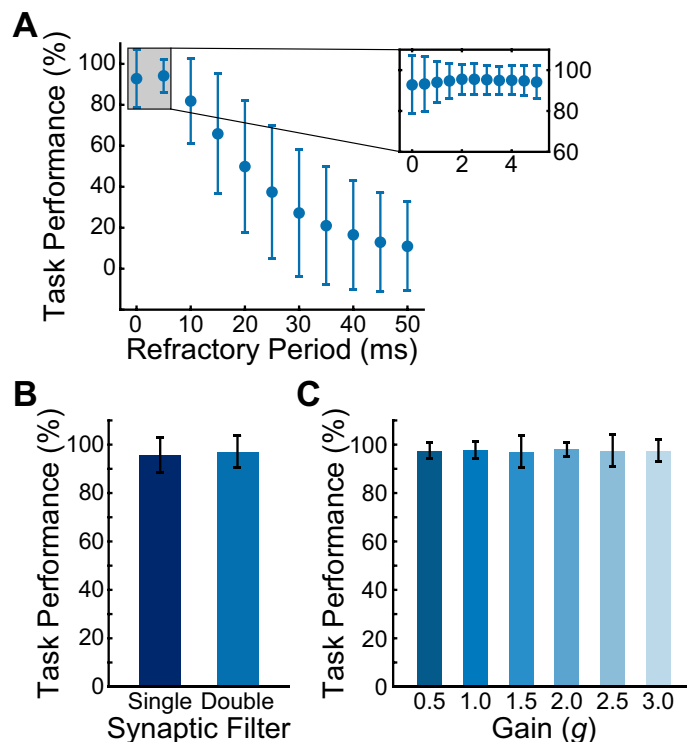 A
Task Performance (%)
100
80
60
40
20
0
0 10 20 30 40 50
Refractory Period (ms)
100
80
60
0 2 4
B
Task Performance (%)
100
80
60
40
20
0
Single Double
Synaptic Filter
C
Task Performance (%)
100
80
60
40
20
0
0.5 1.0 1.5 2.0 2.5 3.0
Gain (g)